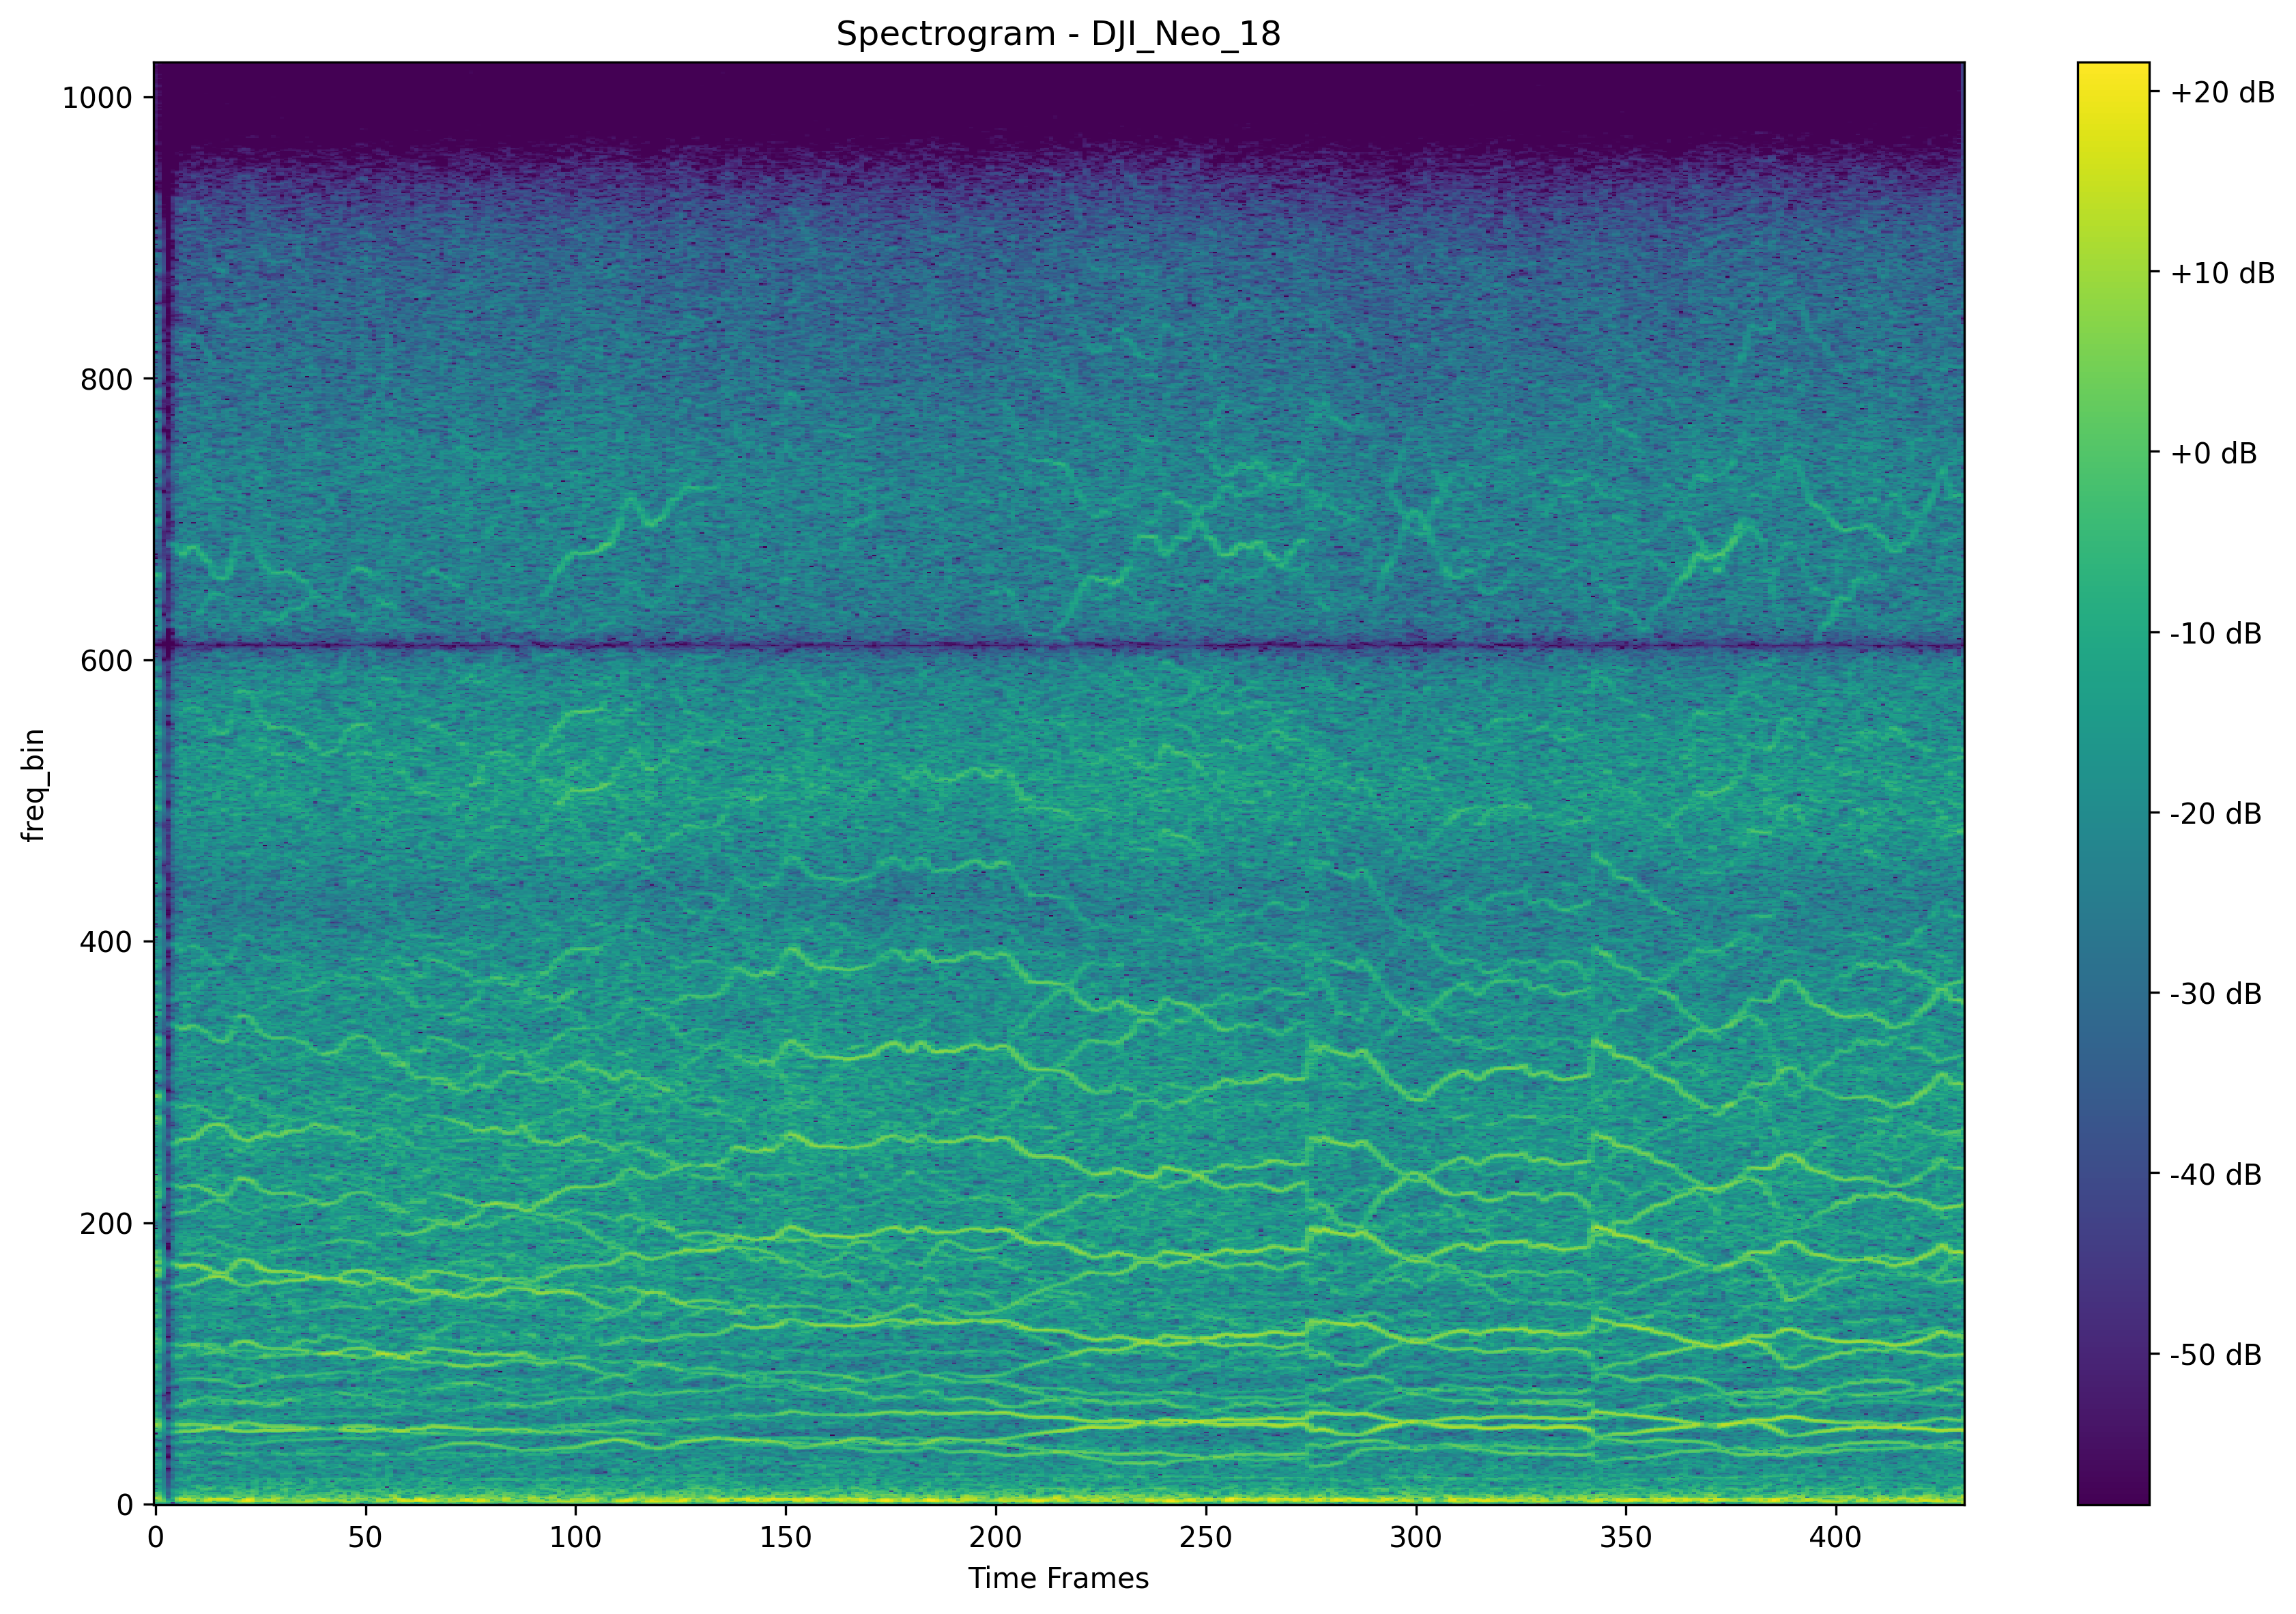 Spectrogram - DJI_Neo_18
1000
800
600
400
200
0
freq_bin
0 50 100 150 200 250 300 350 400
Time Frames
+20 dB
+10 dB
+0 dB
-10 dB
-20 dB
-30 dB
-40 dB
-50 dB